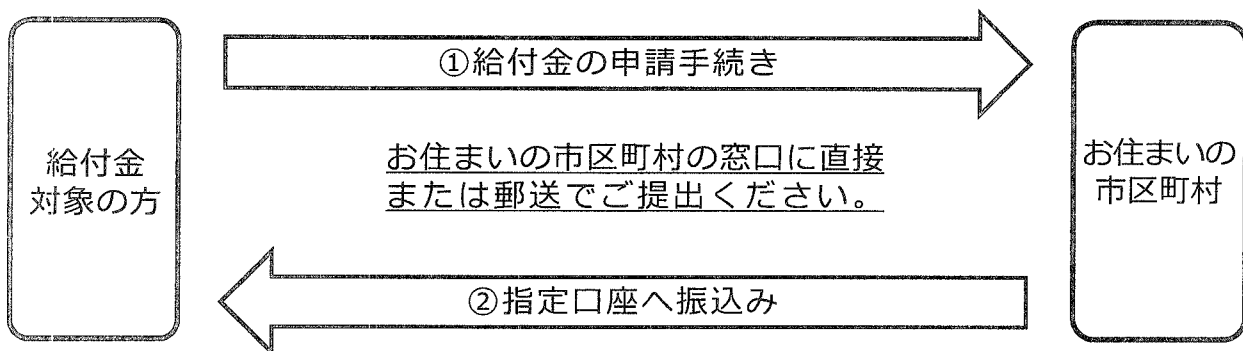 ①給付金の申請手続き
給付金
対象の方
お住まいの市区町村の窓口に直接
または郵送でご提出ください。
お住まいの
市区町村
②指定口座へ振込み